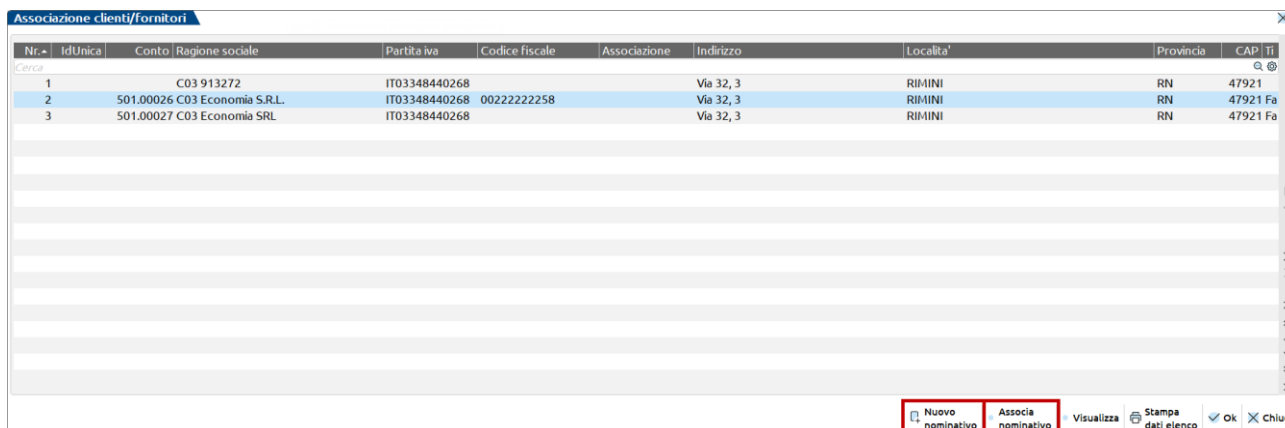 Associazione clienti/fornitori
Nr. IdUnica Conto Ragione sociale Partita iva Codice fiscale Associazione Indirizzo Localita' Provincia CAP Ti
Cerca
1 C03 913272 IT03348440268 Via 32, 3 RIMINI RN 47921
2 501.00026 C03 Economia S.R.L. IT03348440268 00222222258 Via 32, 3 RIMINI RN 47921 Fa
3 501.00027 C03 Economia SRL IT03348440268 Via 32, 3 RIMINI RN 47921 Fa
Nuovo nominativo Associa nominativo Visualizza Stampa dati elenco Ok Chiu